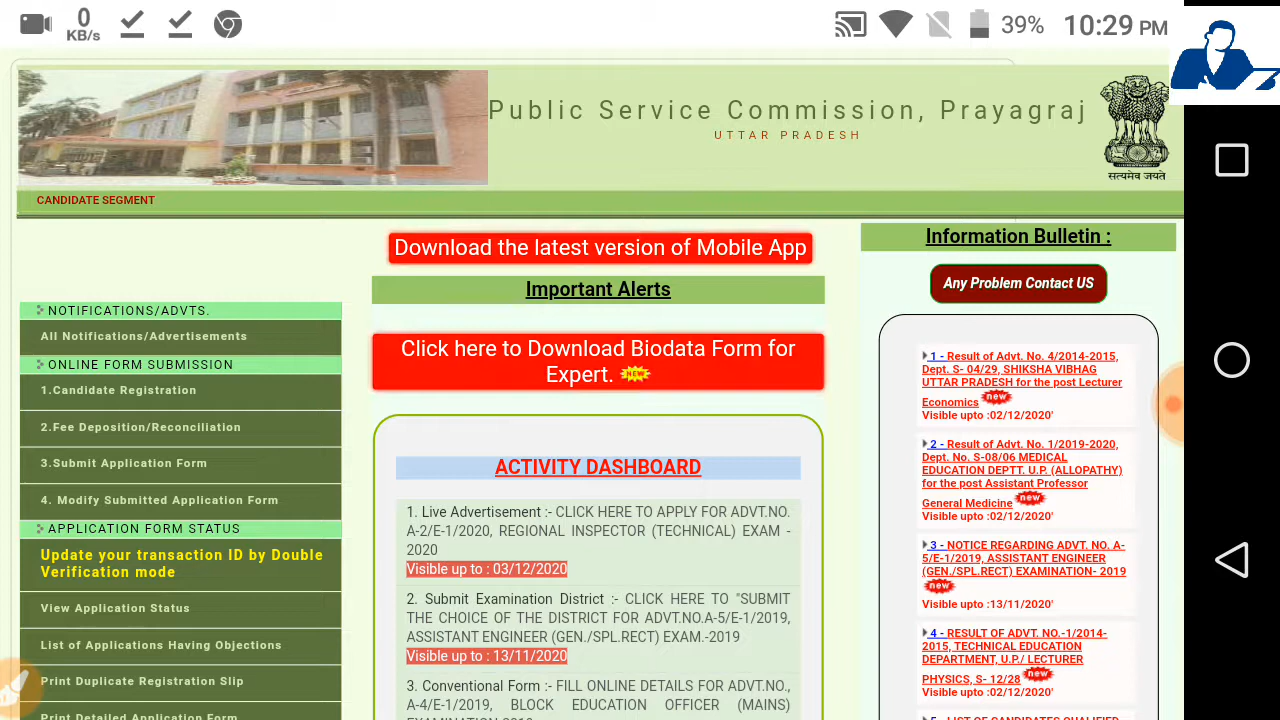 0
KB/s
39%
10:29 PM
Public Service Commission, Prayagraj
UTTAR PRADESH
सत्यमेव जयते
CANDIDATE SEGMENT
NOTIFICATIONS/ADVTS.
All Notifications/Advertisements
ONLINE FORM SUBMISSION
1.Candidate Registration
2.Fee Deposition/Reconciliation
3.Submit Application Form
4. Modify Submitted Application Form
APPLICATION FORM STATUS
Update your transaction ID by Double
Verification mode
View Application Status
List of Applications Having Objections
Print Duplicate Registration Slip
Print Detailed Application Form
Download the latest version of Mobile App
Important Alerts
Click here to Download Biodata Form for
Expert. NEW
ACTIVITY DASHBOARD
1. Live Advertisement :- CLICK HERE TO APPLY FOR ADVT.NO.
A-2/E-1/2020, REGIONAL INSPECTOR (TECHNICAL) EXAM -
2020
Visible up to : 03/12/2020
2. Submit Examination District :- CLICK HERE TO "SUBMIT
THE CHOICE OF THE DISTRICT FOR ADVT.NO.A-5/E-1/2019,
ASSISTANT ENGINEER (GEN./SPL.RECT) EXAM.-2019
Visible up to : 13/11/2020
3. Conventional Form :- FILL ONLINE DETAILS FOR ADVT.NO.,
A-4/E-1/2019, BLOCK EDUCATION OFFICER (MAINS)
EXAMINATION 2019
Information Bulletin :
Any Problem Contact US
1 - Result of Advt. No. 4/2014-2015,
Dept. S- 04/29, SHIKSHA VIBHAG
UTTAR PRADESH for the post Lecturer
Economics new
Visible upto :02/12/2020'
2 - Result of Advt. No. 1/2019-2020,
Dept. No. S-08/06 MEDICAL
EDUCATION DEPTT. U.P. (ALLOPATHY)
for the post Assistant Professor
General Medicine new
Visible upto :02/12/2020'
3 - NOTICE REGARDING ADVT. NO. A-
5/E-1/2019, ASSISTANT ENGINEER
(GEN./SPL.RECT) EXAMINATION- 2019
new
Visible upto :13/11/2020'
4 - RESULT OF ADVT. NO.-1/2014-
2015, TECHNICAL EDUCATION
DEPARTMENT, U.P./ LECTURER
PHYSICS, S- 12/28 new
Visible upto :02/12/2020'
5 - LIST OF CANDIDATES QUALIFIED